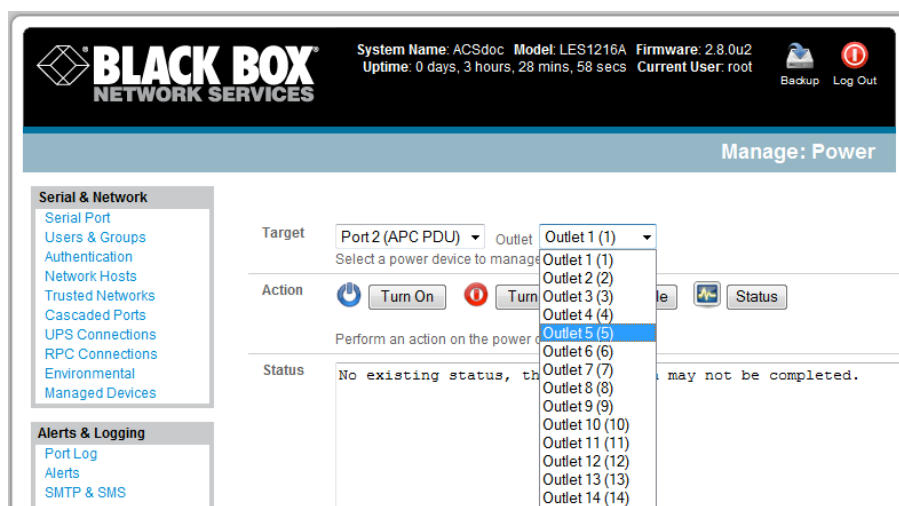 BLACK BOX®
NETWORK SERVICES
System Name: ACSdoc Model: LES1216A Firmware: 2.8.0u2
Uptime: 0 days, 3 hours, 28 mins, 58 secs Current User: root
Backup
Log Out
Manage: Power
Serial & Network
Serial Port
Users & Groups
Authentication
Network Hosts
Trusted Networks
Cascaded Ports
UPS Connections
RPC Connections
Environmental
Managed Devices
Alerts & Logging
Port Log
Alerts
SMTP & SMS
Target
Port 2 (APC PDU)
Outlet
Outlet 1 (1)
Select a power device to manage
Outlet 1 (1)
Outlet 2 (2)
Outlet 3 (3)
Outlet 4 (4)
Outlet 5 (5)
Outlet 6 (6)
Outlet 7 (7)
Outlet 8 (8)
Outlet 9 (9)
Outlet 10 (10)
Outlet 11 (11)
Outlet 12 (12)
Outlet 13 (13)
Outlet 14 (14)
Action
Turn On
Turn
le
Status
Perform an action on the power
Status
No existing status, th may not be completed.